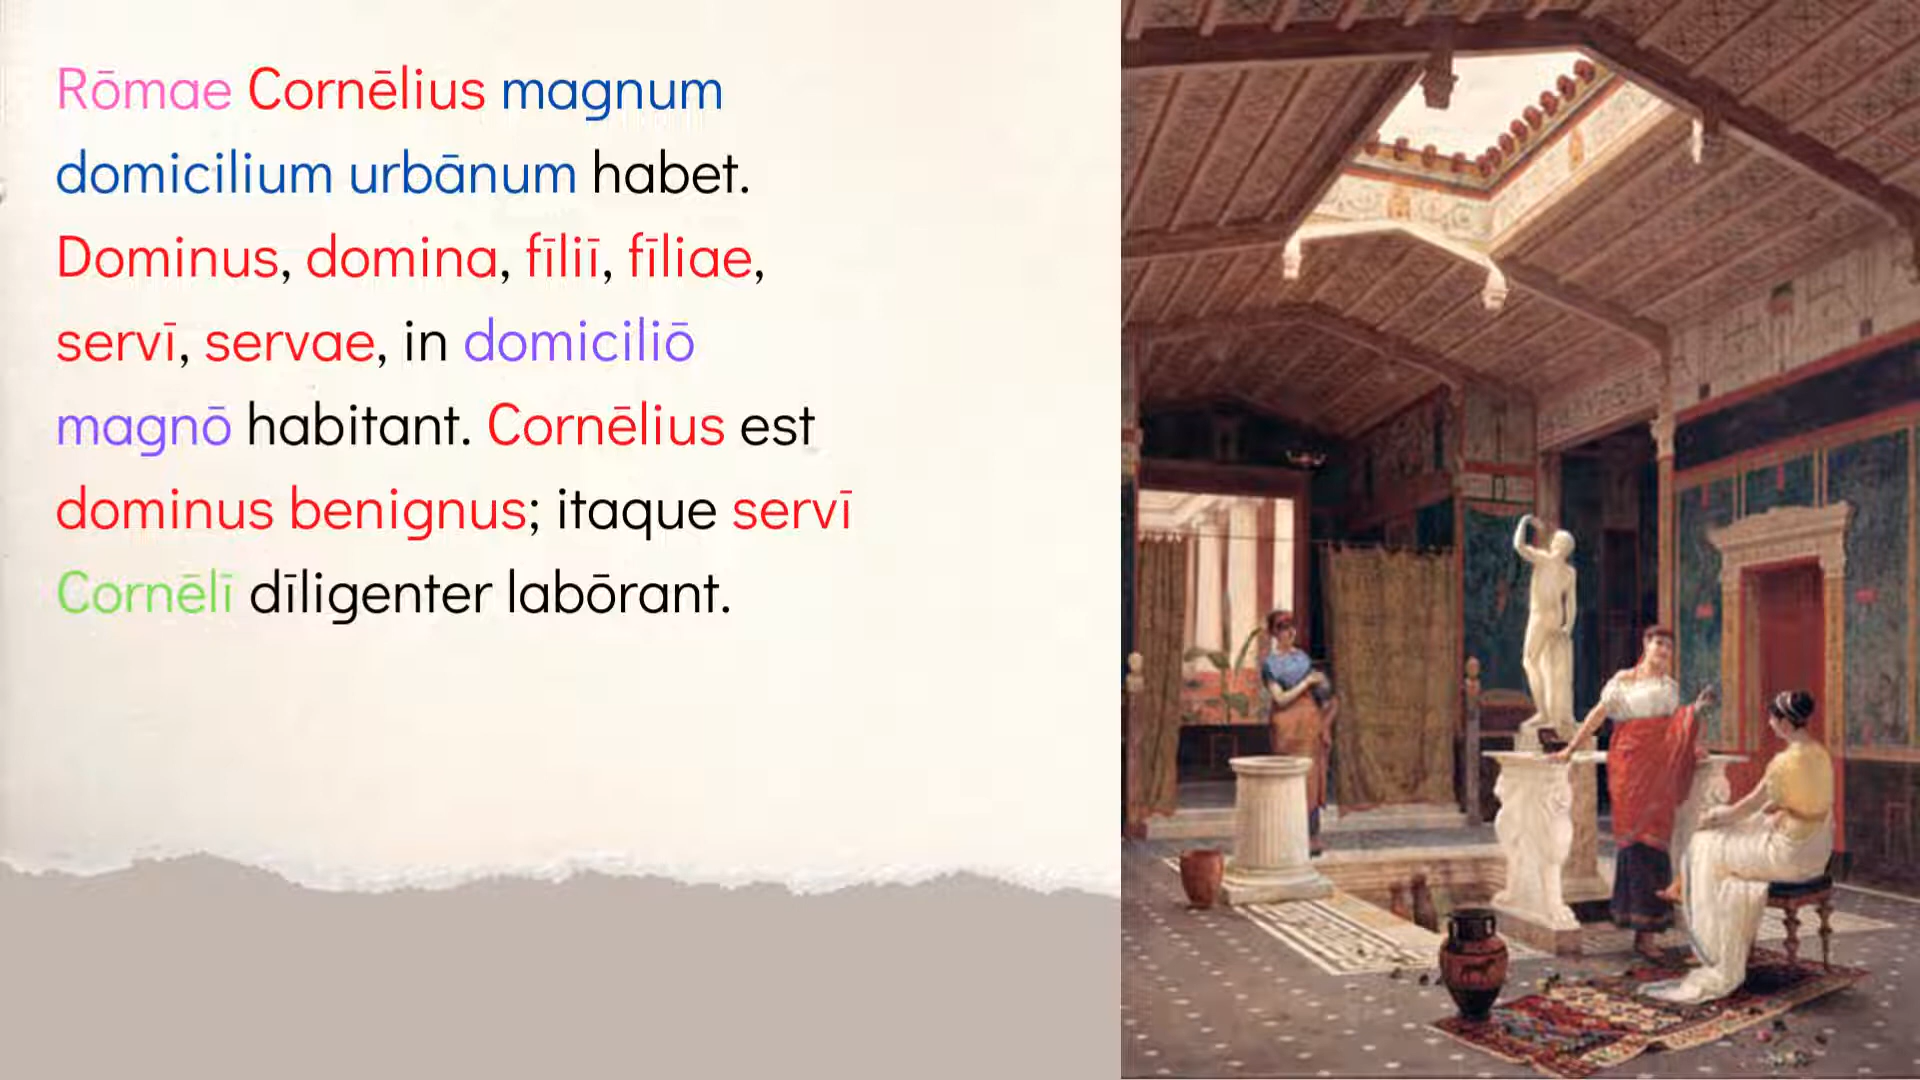 Rōmae Cornēlius magnum
domicilium urbānum habet.
Dominus, domina, fīliī, fīliae,
servī, servae, in domiciliō
magnō habitant. Cornēlius est
dominus benignus; itaque servī
Cornēlī dīligenter labōrant.